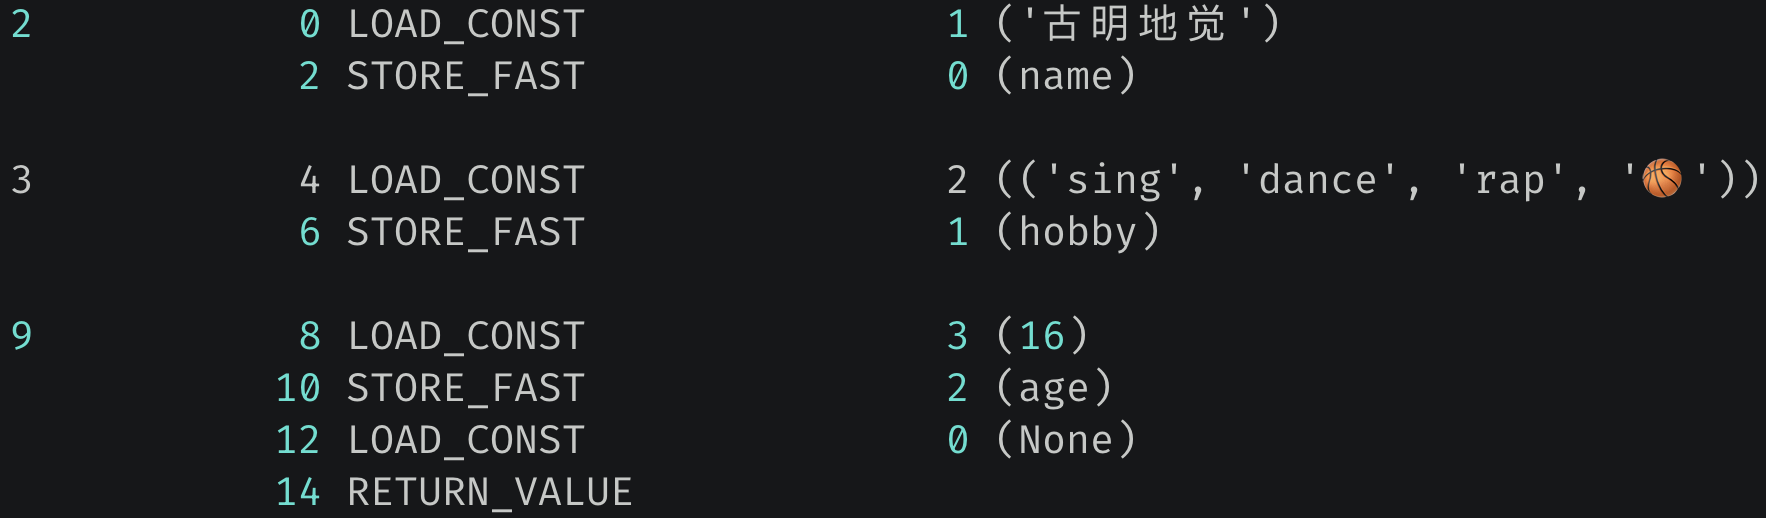 2 0 LOAD_CONST 1 ('古明地觉')
2 STORE_FAST 0 (name)
3 4 LOAD_CONST 2 (('sing', 'dance', 'rap', '🏀'))
6 STORE_FAST 1 (hobby)
9 8 LOAD_CONST 3 (16)
10 STORE_FAST 2 (age)
12 LOAD_CONST 0 (None)
14 RETURN_VALUE